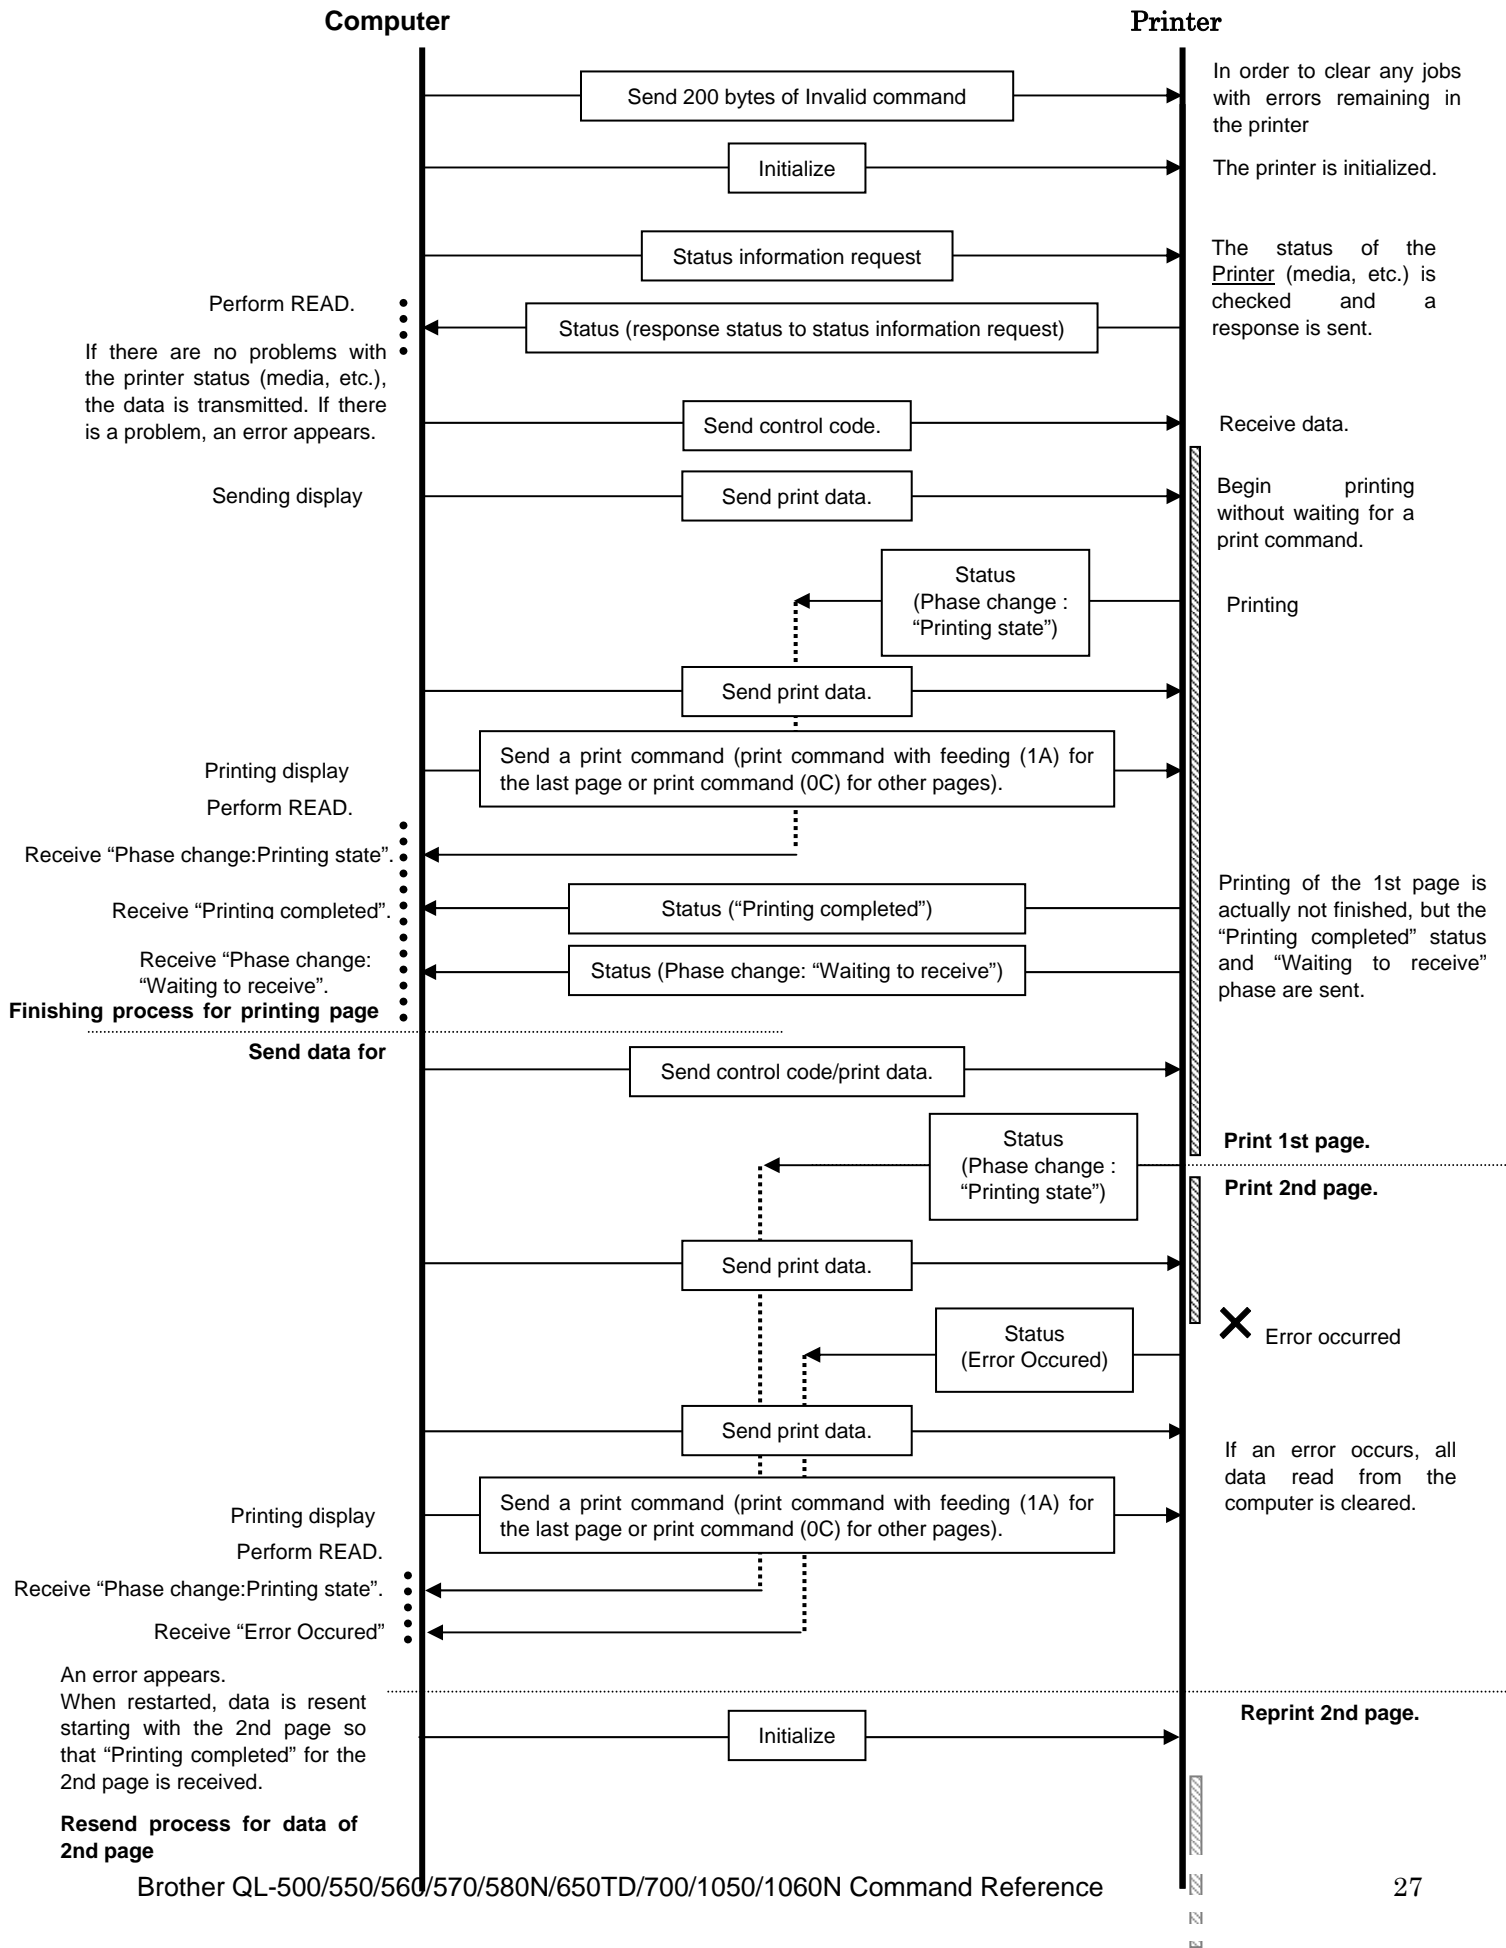 Computer
Printer
Send 200 bytes of Invalid command
In order to clear any jobs
with errors remaining in
the printer
Initialize
The printer is initialized.
Status information request
The status of the
Printer (media, etc.) is
checked and a
response is sent.
Perform READ.
Status (response status to status information request)
If there are no problems with
the printer status (media, etc.),
the data is transmitted. If there
is a problem, an error appears.
Send control code.
Receive data.
Sending display
Send print data.
Begin printing
without waiting for a
print command.
Status
(Phase change :
“Printing state”)
Printing
Send print data.
Printing display
Send a print command (print command with feeding (1A) for
the last page or print command (0C) for other pages).
Perform READ.
Receive “Phase change:Printing state”.
Receive “Printing completed”.
Status (“Printing completed”)
Printing of the 1st page is
actually not finished, but the
“Printing completed” status
and “Waiting to receive”
phase are sent.
Receive “Phase change:
“Waiting to receive”.
Status (Phase change: “Waiting to receive”)
Finishing process for printing page
Send data for
Send control code/print data.
Status
(Phase change :
“Printing state”)
Print 1st page.
Print 2nd page.
Send print data.
Status
(Error Occured)
Error occurred
Send print data.
If an error occurs, all
data read from the
computer is cleared.
Printing display
Send a print command (print command with feeding (1A) for
the last page or print command (0C) for other pages).
Perform READ.
Receive “Phase change:Printing state”.
Receive “Error Occured”
An error appears.
When restarted, data is resent
starting with the 2nd page so
that “Printing completed” for the
2nd page is received.
Reprint 2nd page.
Initialize
Resend process for data of
2nd page
Brother QL-500/550/560/570/580N/650TD/700/1050/1060N Command Reference
27